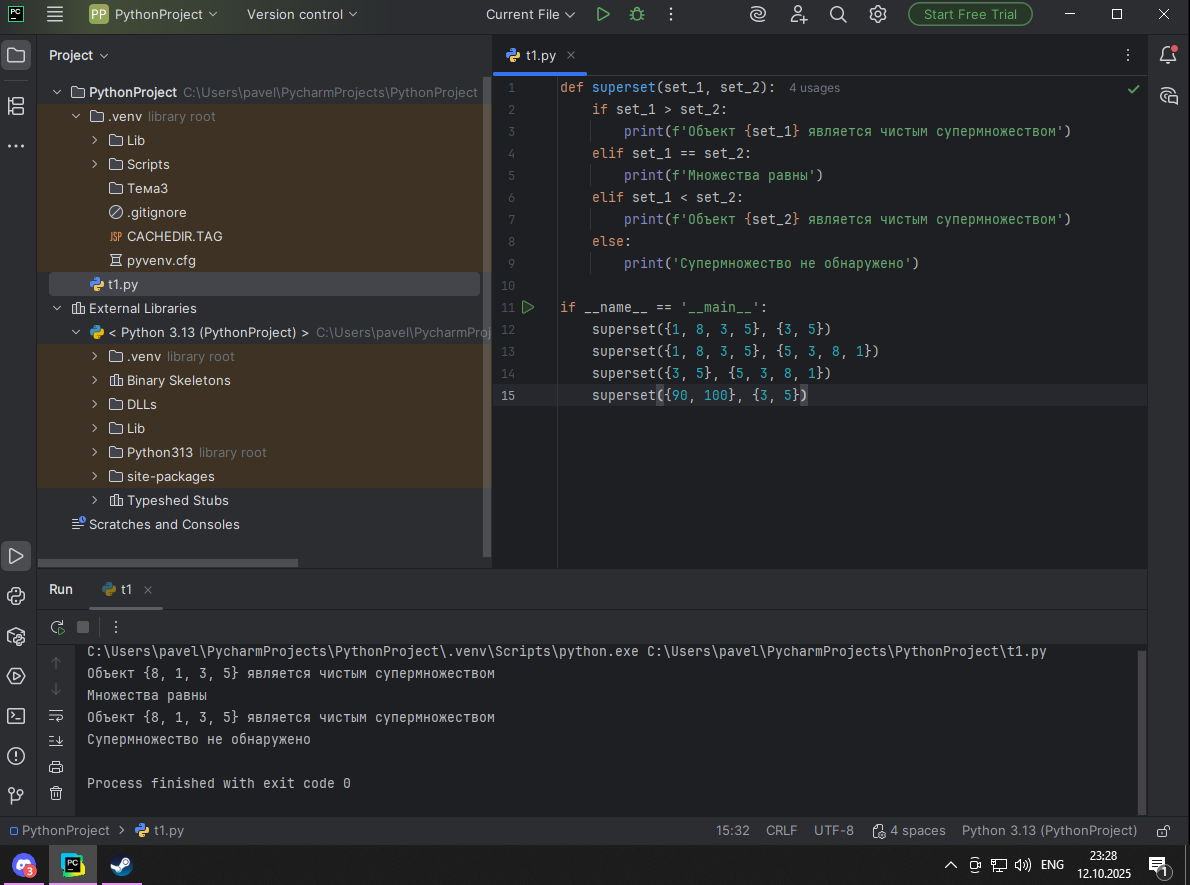 PC
PP PythonProject Version control Current File Start Free Trial
Project
PythonProject C:\Users\pavel\PycharmProjects\PythonProject
.venv library root
Lib
Scripts
Тема3
.gitignore
JSP CACHEDIR.TAG
pyvenv.cfg
t1.py
External Libraries
< Python 3.13 (PythonProject) > C:\Users\pavel\PycharmProj
.venv library root
Binary Skeletons
DLLs
Lib
Python313 library root
site-packages
Typeshed Stubs
Scratches and Consoles
t1.py
1 def superset(set_1, set_2): 4 usages
2 if set_1 > set_2:
3 print(f'Объект {set_1} является чистым супермножеством')
4 elif set_1 == set_2:
5 print(f'Множества равны')
6 elif set_1 < set_2:
7 print(f'Объект {set_2} является чистым супермножеством')
8 else:
9 print('Супермножество не обнаружено')
10
11 if __name__ == '__main__':
12 superset({1, 8, 3, 5}, {3, 5})
13 superset({1, 8, 3, 5}, {5, 3, 8, 1})
14 superset({3, 5}, {5, 3, 8, 1})
15 superset({90, 100}, {3, 5})
Run t1
C:\Users\pavel\PycharmProjects\PythonProject\.venv\Scripts\python.exe C:\Users\pavel\PycharmProjects\PythonProject\t1.py
Объект {8, 1, 3, 5} является чистым супермножеством
Множества равны
Объект {8, 1, 3, 5} является чистым супермножеством
Супермножество не обнаружено
Process finished with exit code 0
PythonProject > t1.py 15:32 CRLF UTF-8 4 spaces Python 3.13 (PythonProject)
3 PC ENG 23:28 1
12.10.2025